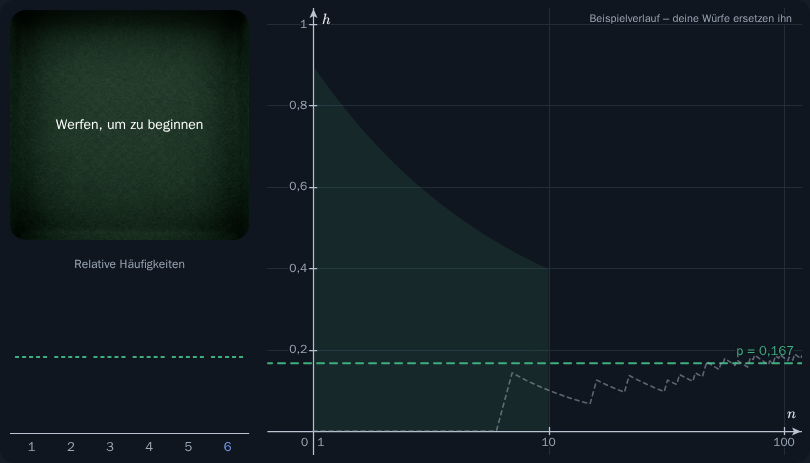 Werfen, um zu beginnen
Relative Häufigkeiten
1 2 3 4 5 6
Beispielverlauf – deine Würfe ersetzen ihn
h
1
0,8
0,6
0,4
0,2
p = 0,167
n
0 1 10 100